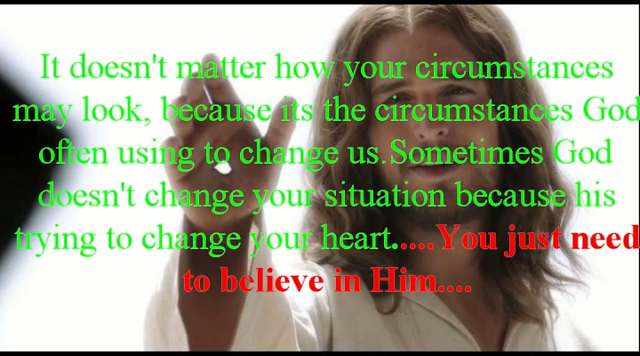 It doesn't matter how your circumstances
may look, because its the circumstances God
often using to change us.Sometimes God
doesn't change your situation because his
trying to change your heart.....You just need
to believe in Him....